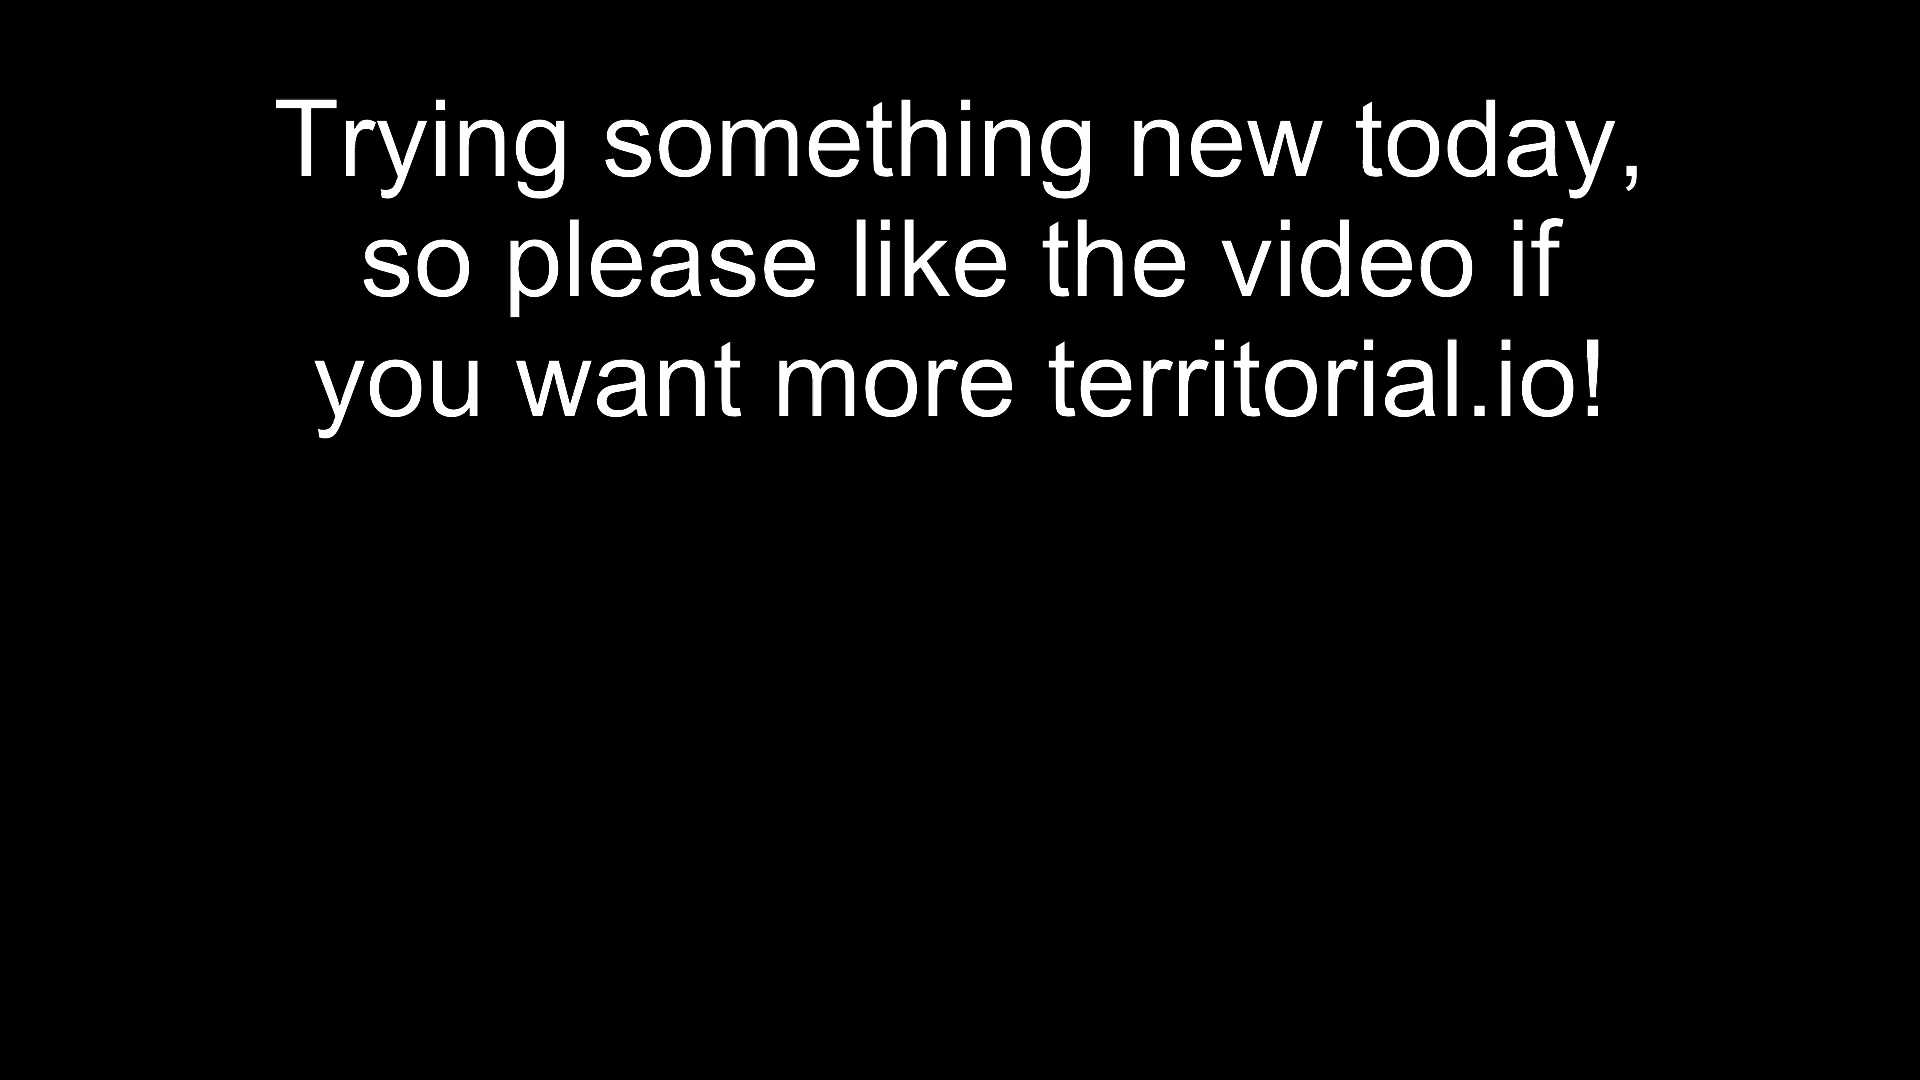 Trying something new today,
so please like the video if
you want more territorial.io!